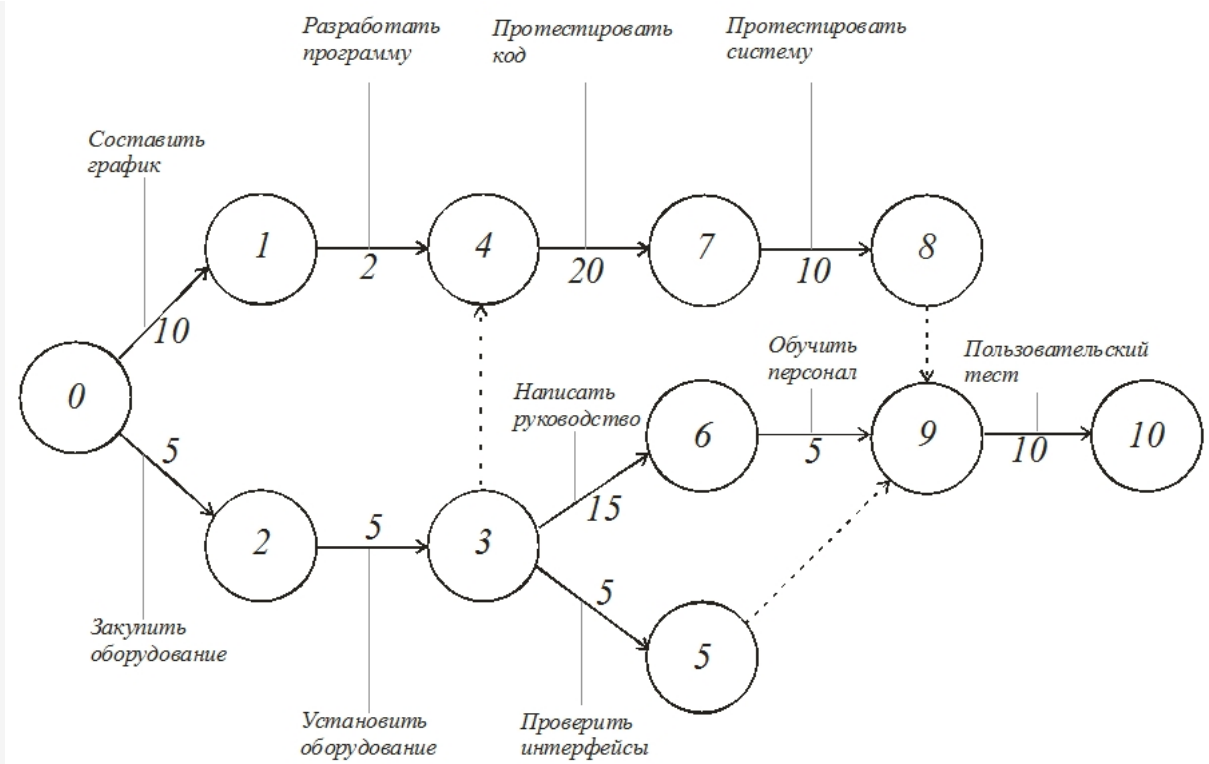 Разработать
программу
Протестировать
код
Протестировать
систему
Составить
график
1
4
7
8
2
20
10
10
Обучить
персонал
Пользовательский
тест
0
Написать
руководство
6
9
10
5
5
10
15
5
2
3
5
5
Закупить
оборудование
Установить
оборудование
Проверить
интерфейсы